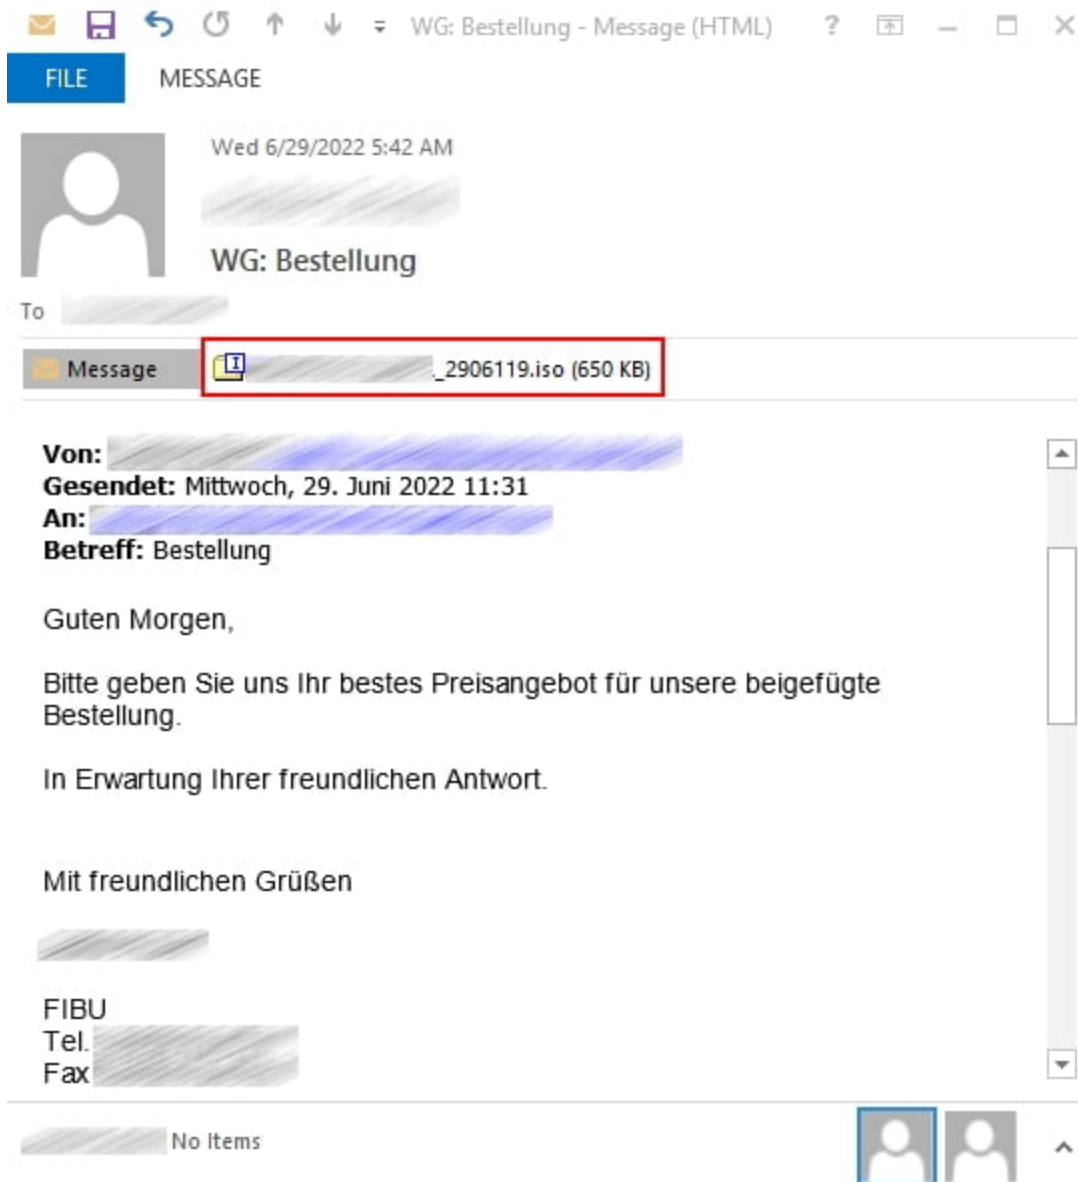 WG: Bestellung - Message (HTML)
?
FILE MESSAGE
Wed 6/29/2022 5:42 AM
WG: Bestellung
To
Message
_2906119.iso (650 KB)
Von:
Gesendet: Mittwoch, 29. Juni 2022 11:31
An:
Betreff: Bestellung
Guten Morgen,
Bitte geben Sie uns Ihr bestes Preisangebot für unsere beigefügte
Bestellung.
In Erwartung Ihrer freundlichen Antwort.
Mit freundlichen Grüßen
FIBU
Tel.
Fax
No Items